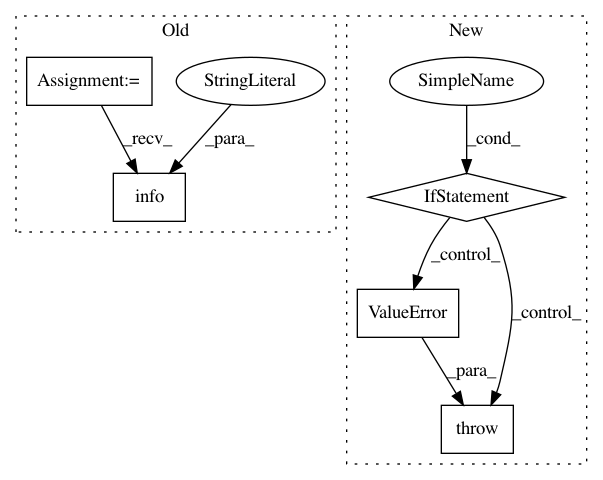 Old
New
Assignment:=
StringLiteral
SimpleName
_recv_
_para_
_cond_
info
IfStatement
_control_
_control_
ValueError
_para_
throw